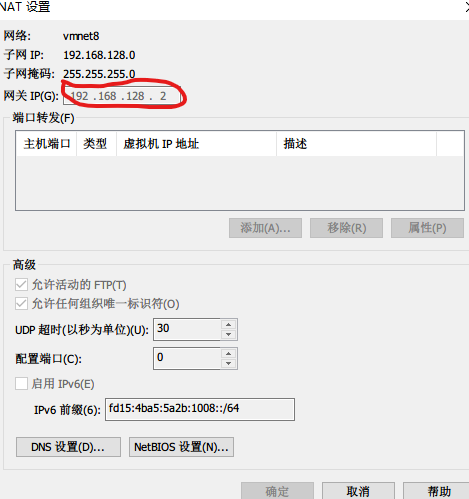 NAT 设置
网络: vmnet8
子网 IP: 192.168.128.0
子网掩码: 255.255.255.0
网关 IP(G): 192 .168 .128 . 2
端口转发(F)
主机端口 类型 虚拟机 IP 地址 描述
添加(A)... 移除(R) 属性(P)
高级
允许活动的 FTP(T)
允许任何组织唯一标识符(O)
UDP 超时(以秒为单位)(U): 30
配置端口(C): 0
启用 IPv6(E)
IPv6 前缀(6): fd15:4ba5:5a2b:1008::/64
DNS 设置(D)... NetBIOS 设置(N)...
确定 取消 帮助